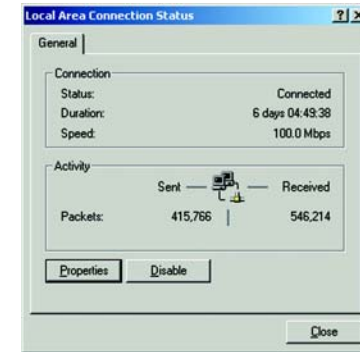 Local Area Connection Status
General
Connection
Status: Connected
Duration: 6 days 04:49:38
Speed: 100.0 Mbps
Activity
Sent — — Received
Packets: 415,766 | 546,214
Properties Disable
Close